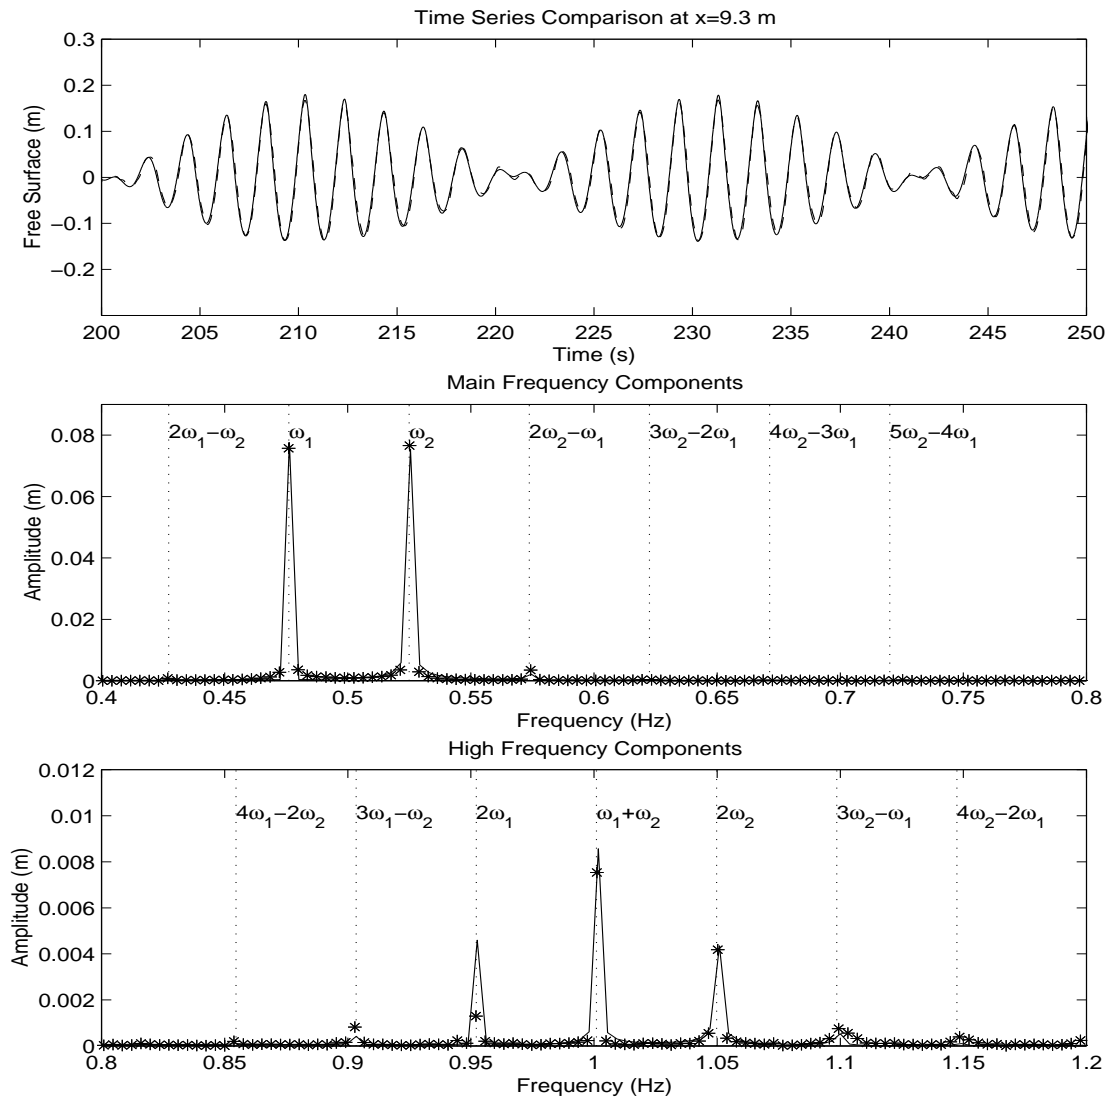 Time Series Comparison at x=9.3 m
0.3
0.2
0.1
0
−0.1
−0.2
Free Surface (m)
200 205 210 215 220 225 230 235 240 245 250
Time (s)
Main Frequency Components
0.08
0.06
0.04
0.02
0
Amplitude (m)
2ω1−ω2 ω1 ω2 2ω2−ω1 3ω2−2ω1 4ω2−3ω1 5ω2−4ω1
0.4 0.45 0.5 0.55 0.6 0.65 0.7 0.75 0.8
Frequency (Hz)
High Frequency Components
0.012
0.01
0.008
0.006
0.004
0.002
0
Amplitude (m)
4ω1−2ω2 3ω1−ω2 2ω1 ω1+ω2 2ω2 3ω2−ω1 4ω2−2ω1
0.8 0.85 0.9 0.95 1 1.05 1.1 1.15 1.2
Frequency (Hz)